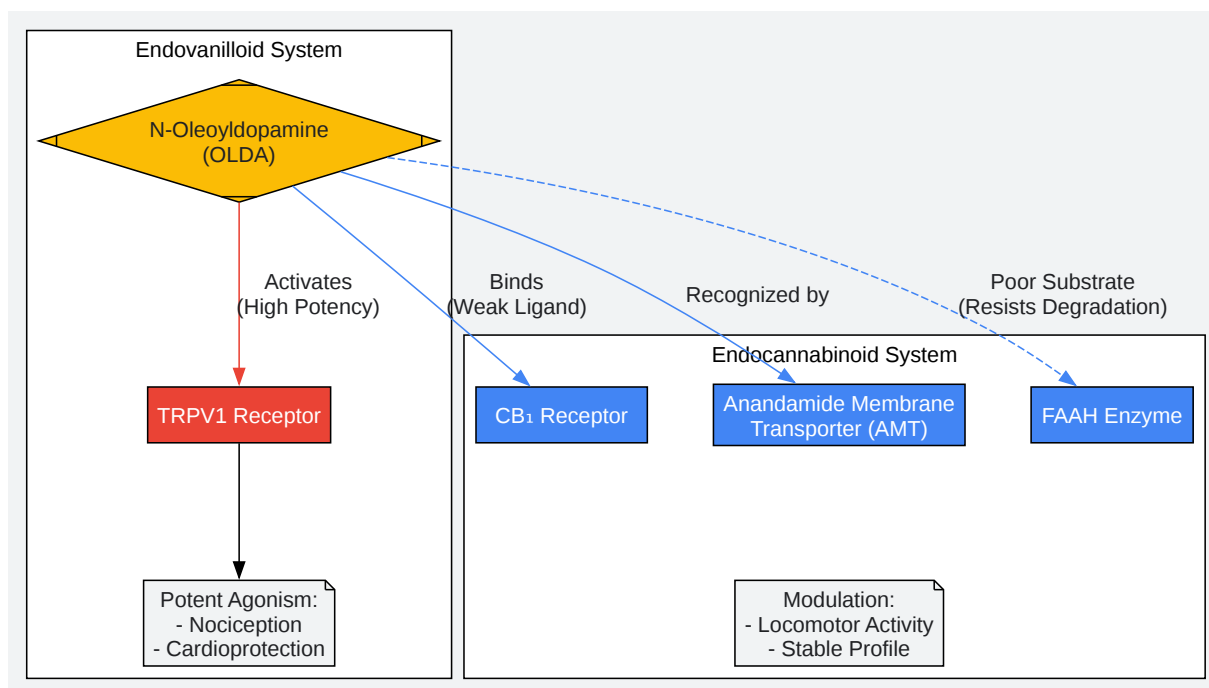 Endovanilloid System
N-Oleoyldopamine
(OLDA)
Activates
(High Potency)
Binds
(Weak Ligand)
Recognized by
Poor Substrate
(Resists Degradation)
Endocannabinoid System
TRPV1 Receptor
CB₁ Receptor
Anandamide Membrane
Transporter (AMT)
FAAH Enzyme
Potent Agonism:
- Nociception
- Cardioprotection
Modulation:
- Locomotor Activity
- Stable Profile